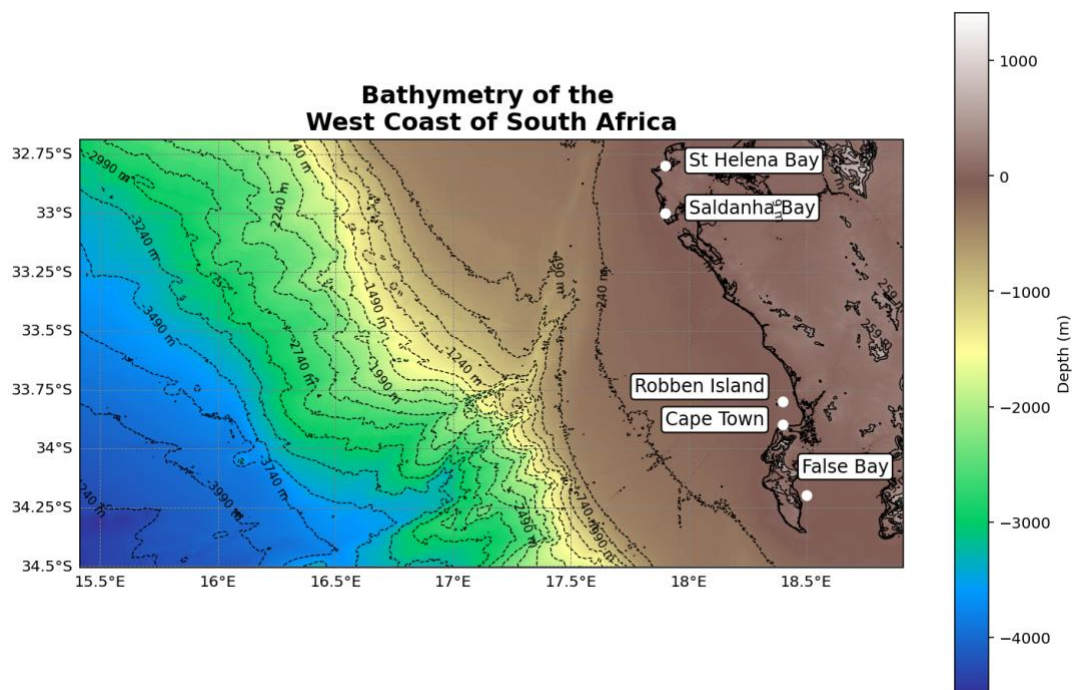 Bathymetry of the
West Coast of South Africa
1000
0
−1000
−2000
−3000
−4000
Depth (m)
32.75°S
33°S
33.25°S
33.5°S
33.75°S
34°S
34.25°S
34.5°S
15.5°E
16°E
16.5°E
17°E
17.5°E
18°E
18.5°E
St Helena Bay
Saldanha Bay
Robben Island
Cape Town
False Bay
-2990 m
-3240 m
-3490 m
-2240 m
-1490 m
-1240 m
-1990 m
-2740 m
-3740 m
-3990 m
-2490 m
-240 m
259